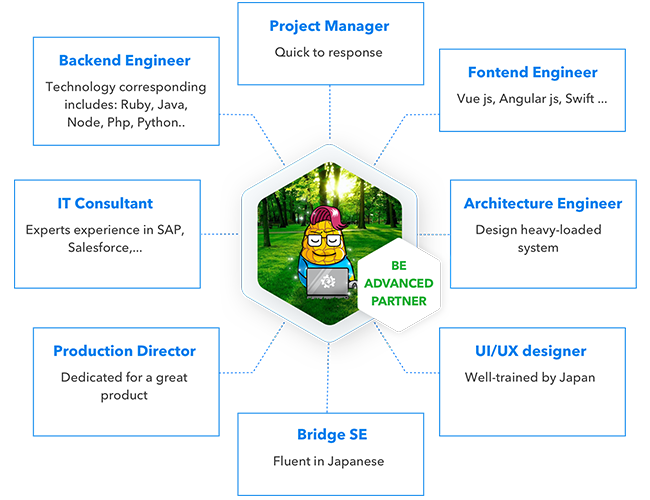 Project Manager
Quick to response
Backend Engineer
Technology corresponding
includes: Ruby, Java,
Node, Php, Python..
Fontend Engineer
Vue js, Angular js, Swift ...
IT Consultant
Experts experience in SAP,
Salesforce,...
Architecture Engineer
Design heavy-loaded
system
BE
ADVANCED
PARTNER
Production Director
Dedicated for a great
product
UI/UX designer
Well-trained by Japan
Bridge SE
Fluent in Japanese